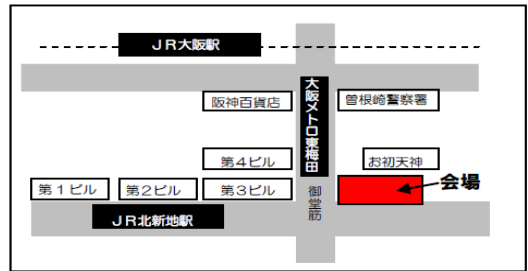 JR大阪駅
阪神百貨店
大阪メトロ東梅田
曽根崎警察署
第4ビル
お初天神
第1ビル
第2ビル
第3ビル
御堂筋
会場
JR北新地駅